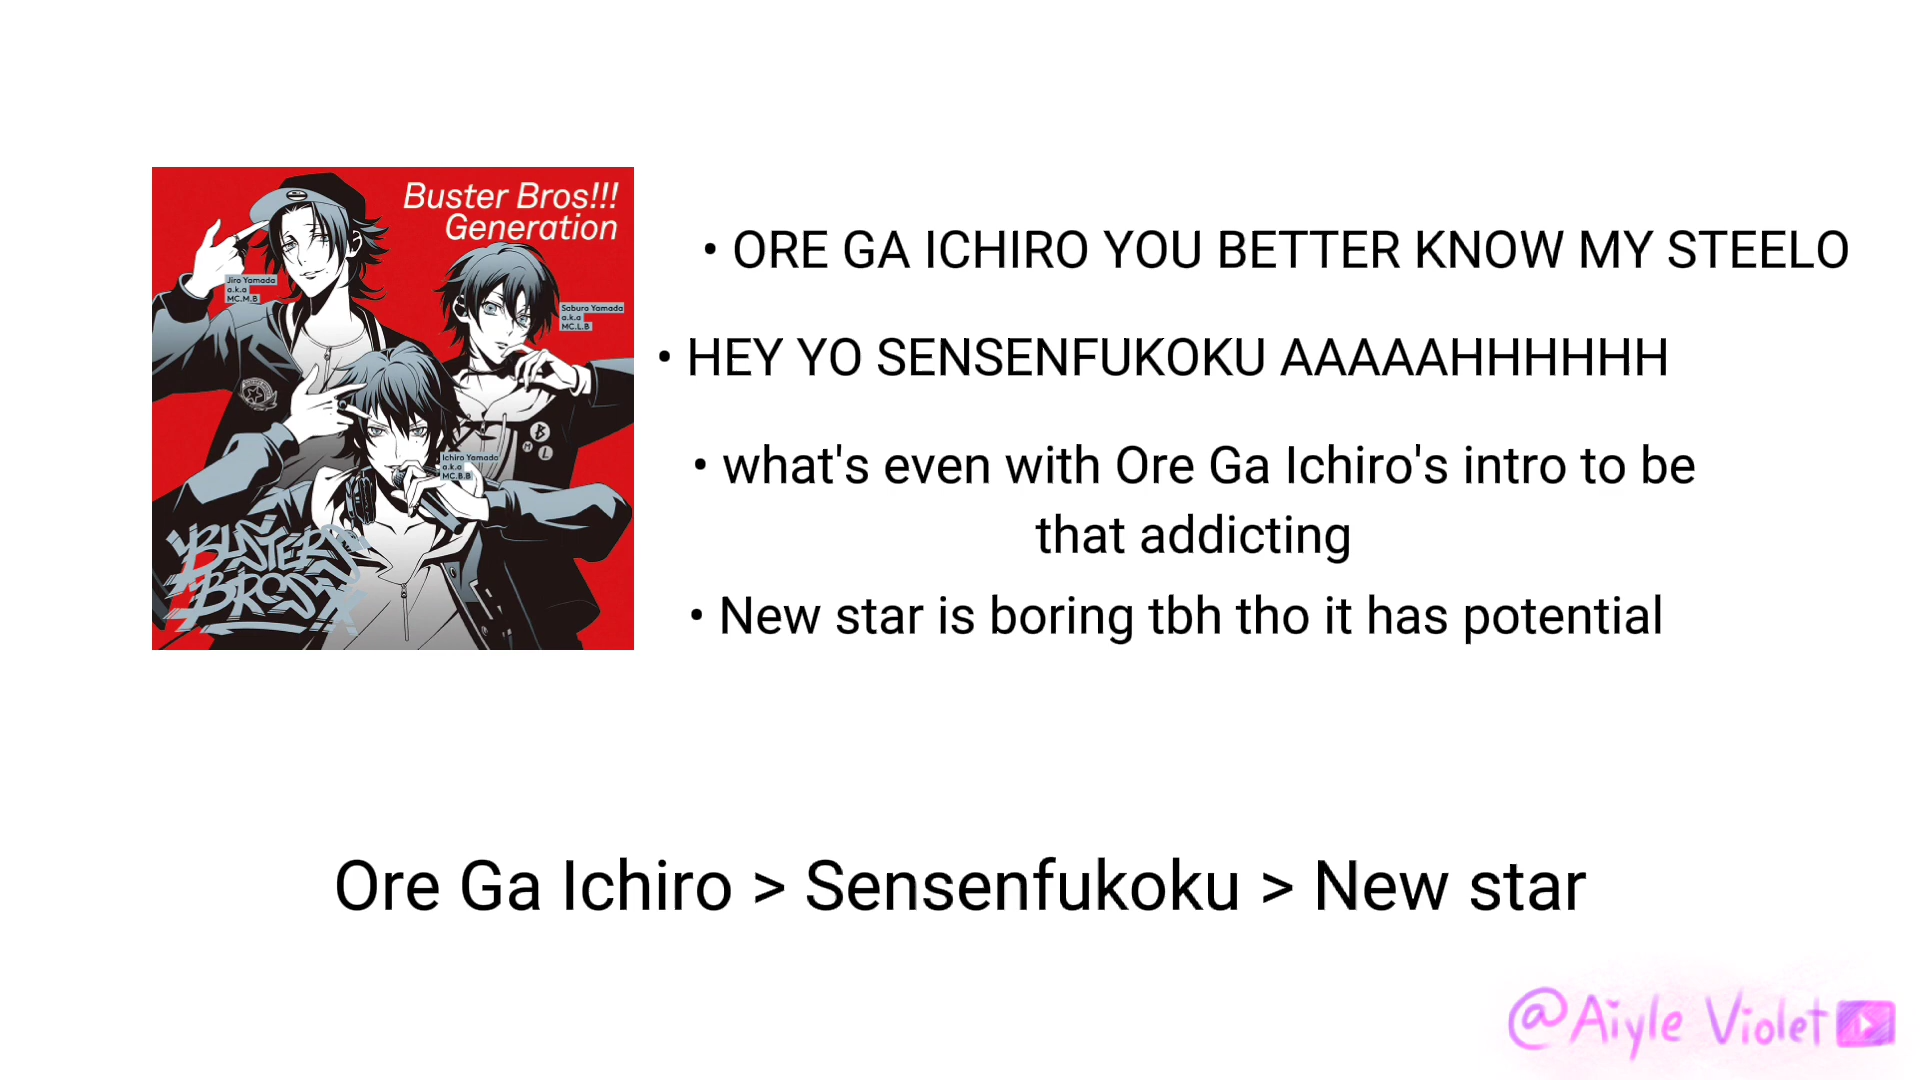 Buster Bros!!!
Generation
Jiro Yamada
a.k.a
MC.M.B
Saburo Yamada
a.k.a
MC.L.B
B
M L
Ichiro Yamada
a.k.a
MC.B.B
BUSTER
BROS
• ORE GA ICHIRO YOU BETTER KNOW MY STEELO
• HEY YO SENSENFUKOKU AAAAAHHHHHH
• what's even with Ore Ga Ichiro's intro to be
that addicting
• New star is boring tbh tho it has potential
Ore Ga Ichiro > Sensenfukoku > New star
@Aiyle Violet